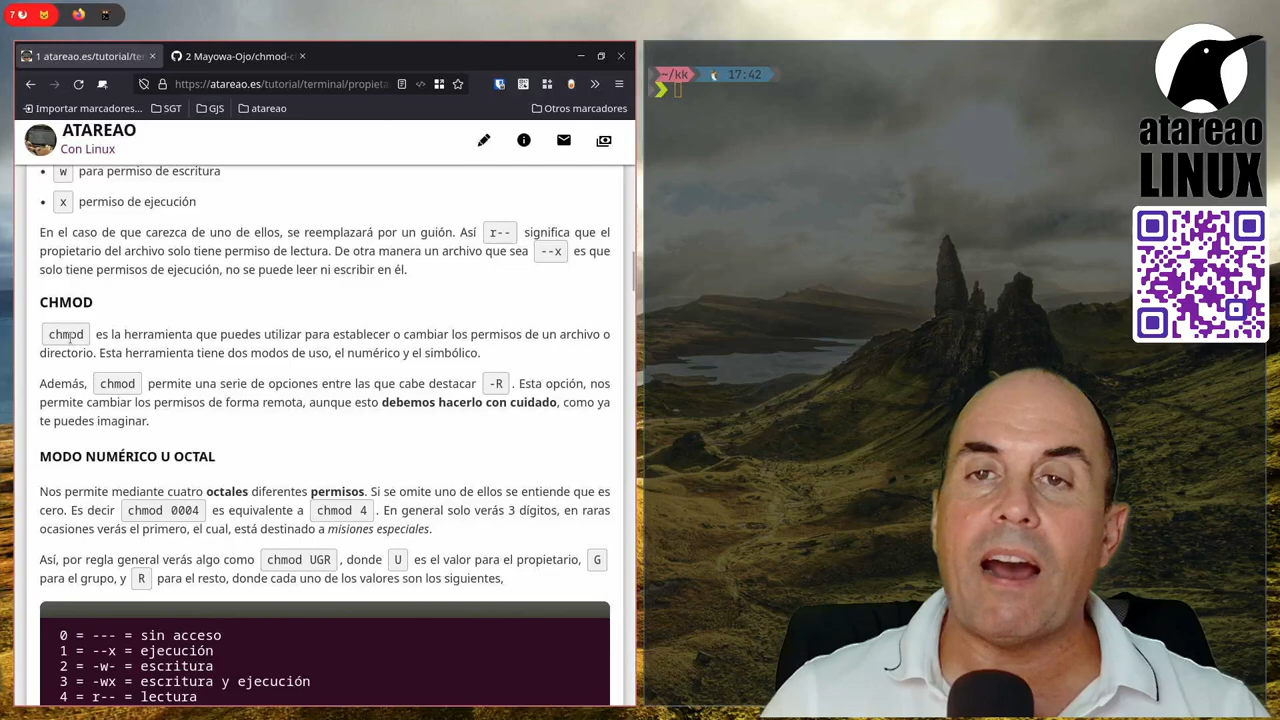 7
1 atareao.es/tutorial/ter
2 Mayowa-Ojo/chmod-c
https://atareao.es/tutorial/terminal/propieta
Importar marcadores...
SGT
GJS
atareao
Otros marcadores
ATAREAO
Con Linux
w para permiso de escritura
x permiso de ejecución
En el caso de que carezca de uno de ellos, se reemplazará por un guión. Así r-- significa que el
propietario del archivo solo tiene permiso de lectura. De otra manera un archivo que sea --x es que
solo tiene permisos de ejecución, no se puede leer ni escribir en él.
CHMOD
chmod es la herramienta que puedes utilizar para establecer o cambiar los permisos de un archivo o
directorio. Esta herramienta tiene dos modos de uso, el numérico y el simbólico.
Además, chmod permite una serie de opciones entre las que cabe destacar -R. Esta opción, nos
permite cambiar los permisos de forma remota, aunque esto debemos hacerlo con cuidado, como ya
te puedes imaginar.
MODO NUMÉRICO U OCTAL
Nos permite mediante cuatro octales diferentes permisos. Si se omite uno de ellos se entiende que es
cero. Es decir chmod 0004 es equivalente a chmod 4. En general solo verás 3 dígitos, en raras
ocasiones verás el primero, el cual, está destinado a misiones especiales.
Así, por regla general verás algo como chmod UGR, donde U es el valor para el propietario, G
para el grupo, y R para el resto, donde cada uno de los valores son los siguientes,
0 = --- = sin acceso
1 = --x = ejecución
2 = -w- = escritura
3 = -wx = escritura y ejecución
4 = r-- = lectura
~/kk 17:42
atareao
LINUX